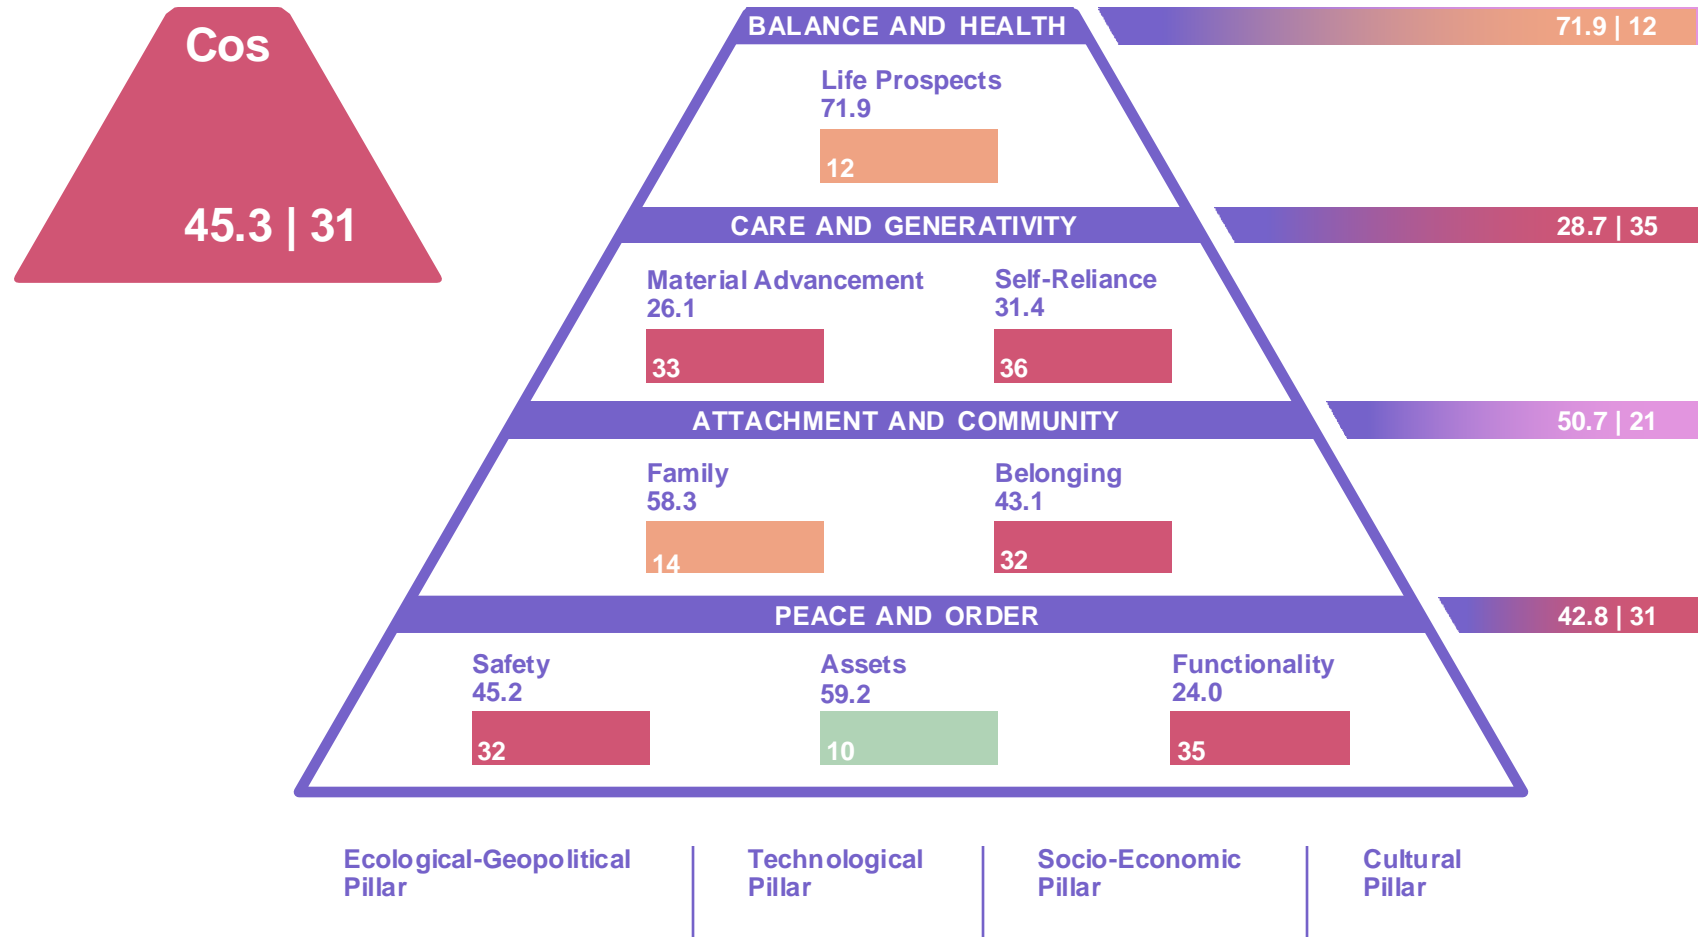 Cos
45.3 | 31
BALANCE AND HEALTH
71.9 | 12
Life Prospects
71.9
12
CARE AND GENERATIVITY
28.7 | 35
Material Advancement
26.1
33
Self-Reliance
31.4
36
ATTACHMENT AND COMMUNITY
50.7 | 21
Family
58.3
14
Belonging
43.1
32
PEACE AND ORDER
42.8 | 31
Safety
45.2
32
Assets
59.2
10
Functionality
24.0
35
Ecological-Geopolitical
Pillar
Technological
Pillar
Socio-Economic
Pillar
Cultural
Pillar